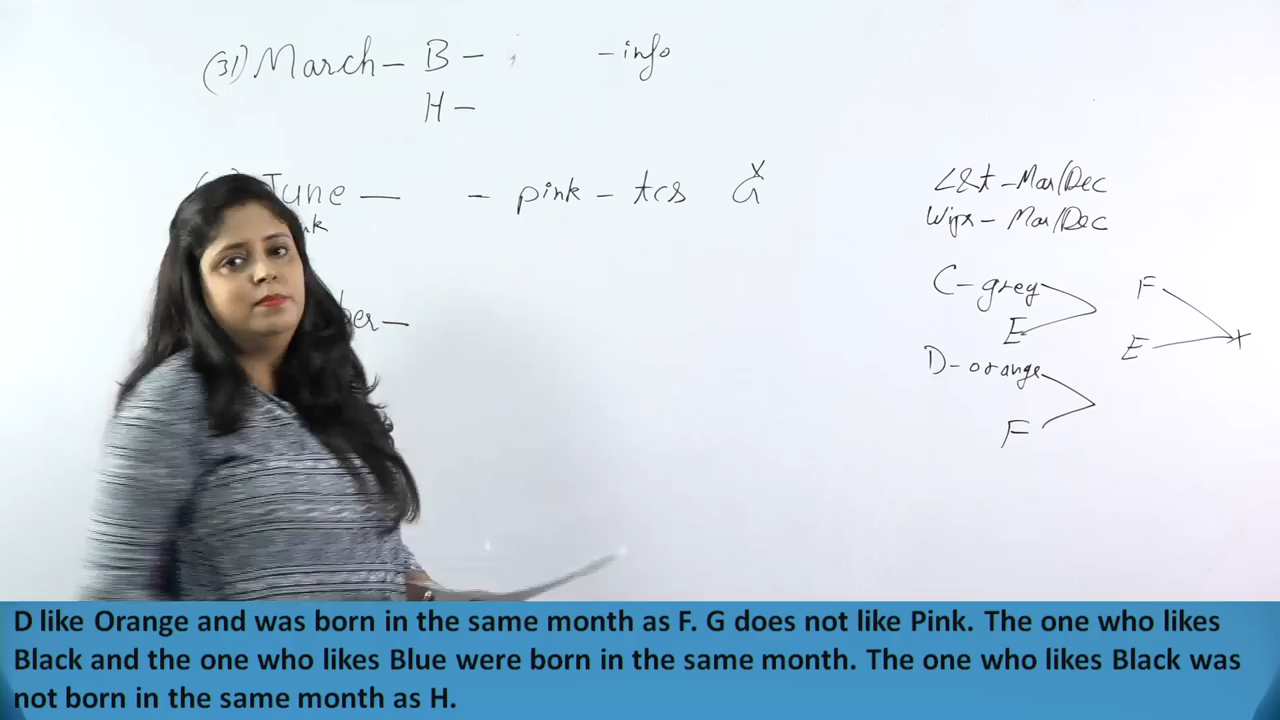 (31) March – B – – info
H –
June – – pink – tcs G x
L&t – Mar/Dec
Wipr – Mar/Dec
C – grey
E
D – orange
F
F
E x
D like Orange and was born in the same month as F. G does not like Pink. The one who likes
Black and the one who likes Blue were born in the same month. The one who likes Black was
not born in the same month as H.